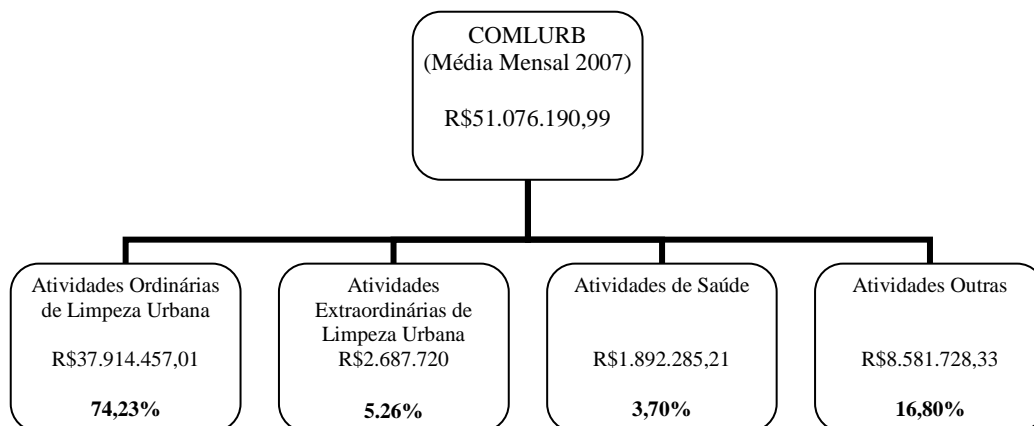 COMLURB
(Média Mensal 2007)
R$51.076.190,99
Atividades Ordinárias
de Limpeza Urbana
R$37.914.457,01
74,23%
Atividades
Extraordinárias de
Limpeza Urbana
R$2.687.720
5.26%
Atividades de Saúde
R$1.892.285,21
3,70%
Atividades Outras
R$8.581.728,33
16,80%